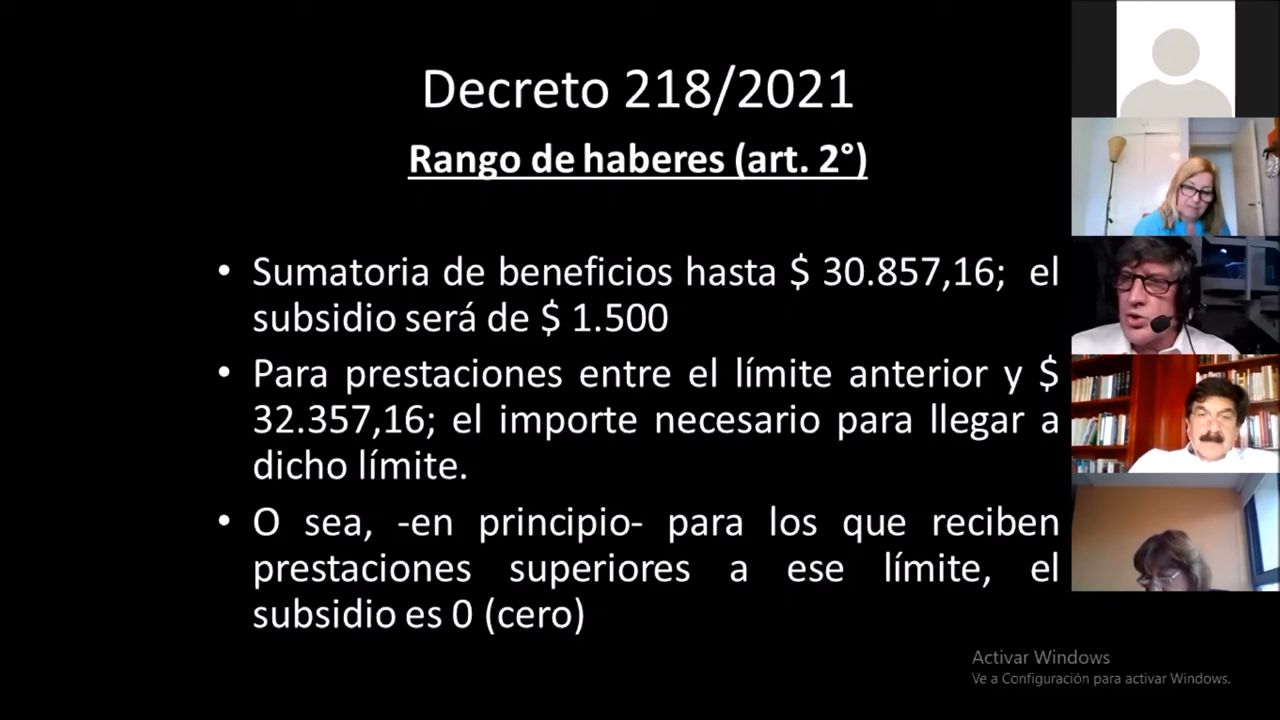 Decreto 218/2021
Rango de haberes (art. 2°)
• Sumatoria de beneficios hasta $ 30.857,16; el
subsidio será de $ 1.500
• Para prestaciones entre el límite anterior y $
32.357,16; el importe necesario para llegar a
dicho límite.
• O sea, -en principio- para los que reciben
prestaciones superiores a ese límite, el
subsidio es 0 (cero)
Activar Windows
Ve a Configuración para activar Windows.